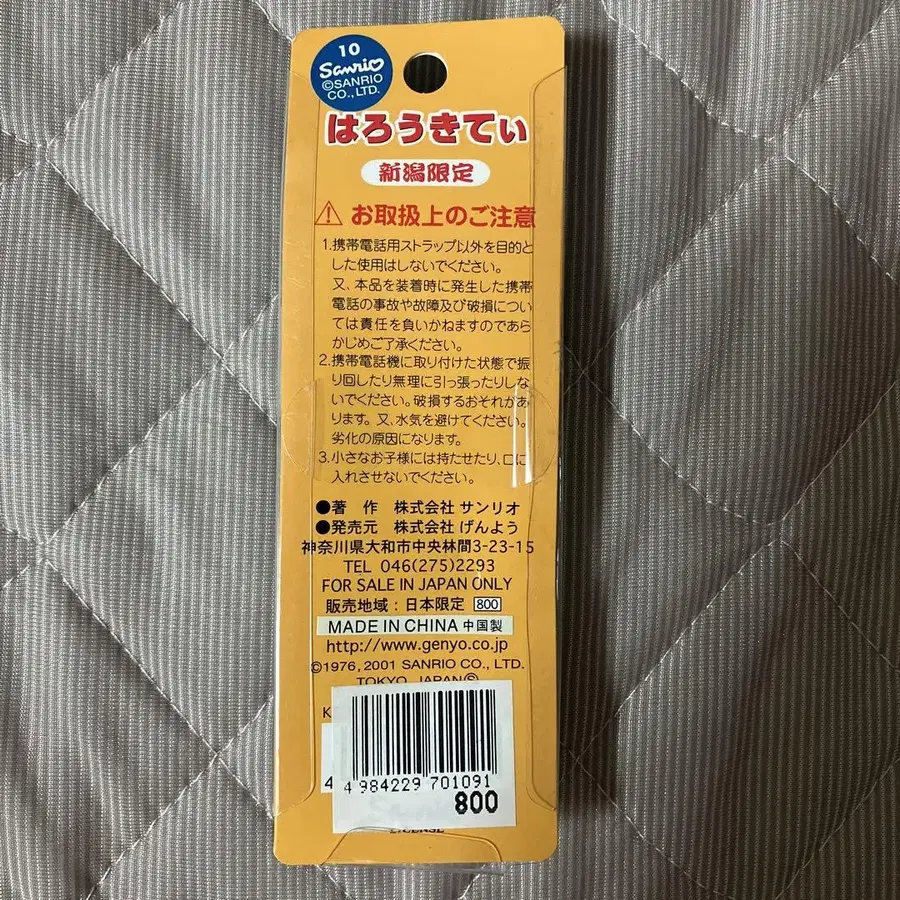 10
Sanrio
©SANRIO
CO., LTD.
はろうきてぃ
新潟限定
⚠ お取扱上のご注意
1.携帯電話用ストラップ以外を目的と
した使用はしないでください。
又、本品を装着時に発生した携帯
電話の事故や故障及び破損につい
ては責任を負いかねますのであら
かじめご了承ください。
2.携帯電話機に取り付けた状態で振
り回したり無理に引っ張ったりしな
いでください。破損するおそれがあ
ります。又、水気を避けてください。
劣化の原因になります。
3.小さなお子様には持たせたり、口に
入れさせないでください。
●著 作 株式会社 サンリオ
●発売元 株式会社 げんよう
神奈川県大和市中央林間3-23-15
TEL 046(275)2293
FOR SALE IN JAPAN ONLY
販売地域:日本限定 800
MADE IN CHINA 中国製
http://www.genyo.co.jp
©1976, 2001 SANRIO CO., LTD.
TOKYO, JAPAN Ⓒ
K
4
4 984229 701091
800
LICENSE